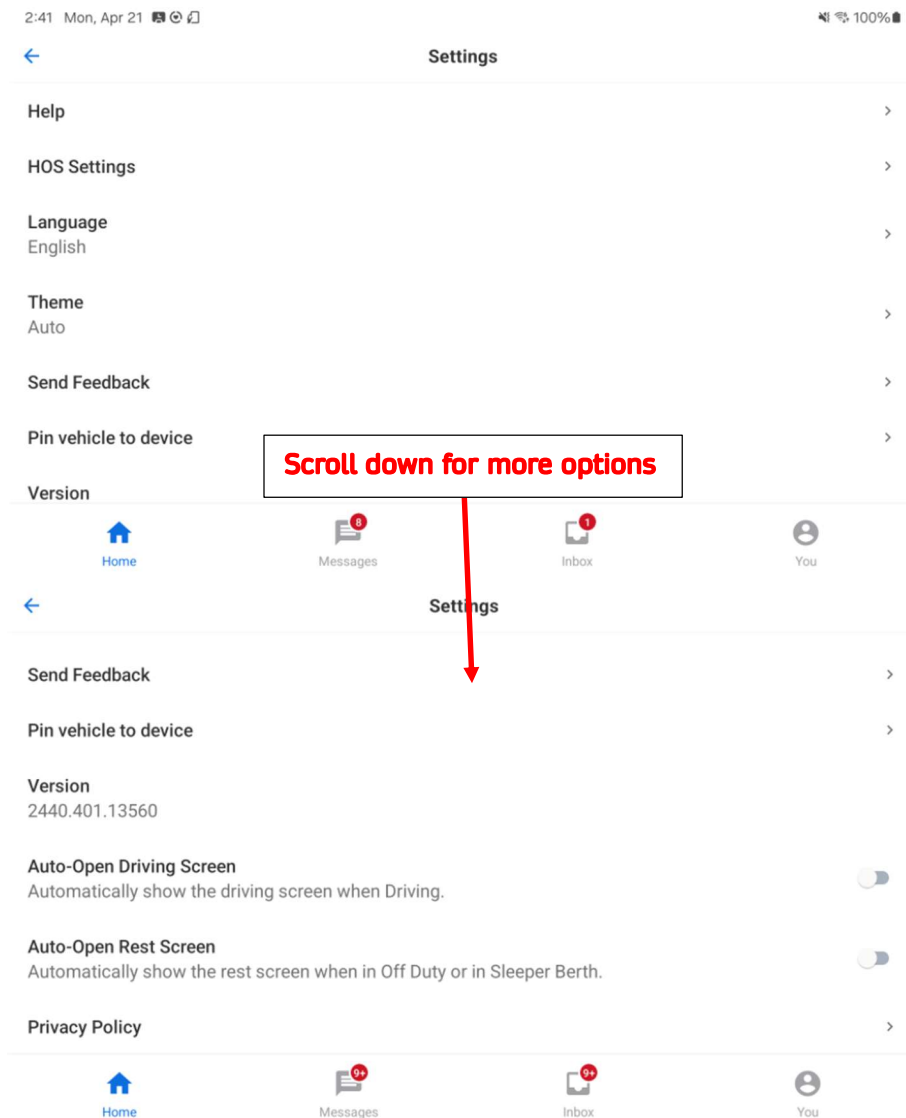 2:41 Mon, Apr 21
100%
Settings
Help
HOS Settings
Language
English
Theme
Auto
Send Feedback
Pin vehicle to device
Scroll down for more options
Version
8
1
Home
Messages
Inbox
You
Settings
Send Feedback
Pin vehicle to device
Version
2440.401.13560
Auto-Open Driving Screen
Automatically show the driving screen when Driving.
Auto-Open Rest Screen
Automatically show the rest screen when in Off Duty or in Sleeper Berth.
Privacy Policy
9+
9+
Home
Messages
Inbox
You